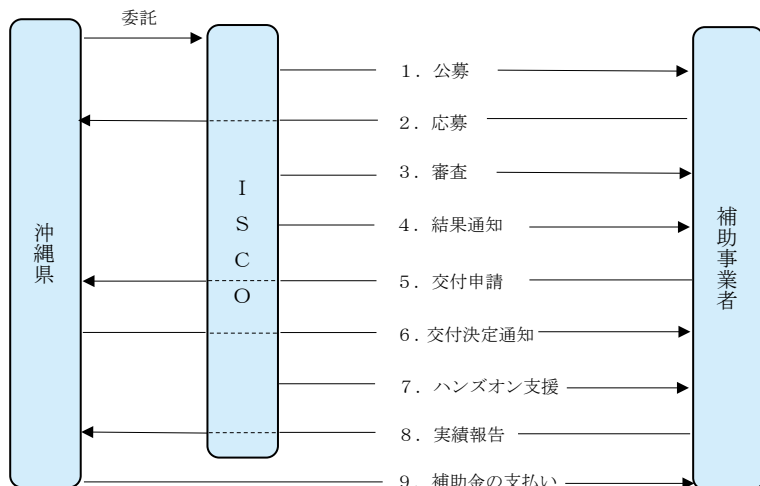 委託
1．公募
2．応募
3．審査
4．結果通知
5．交付申請
6．交付決定通知
7．ハンズオン支援
8．実績報告
9．補助金の支払い
沖縄県
ＩＳＣＯ
補助事業者